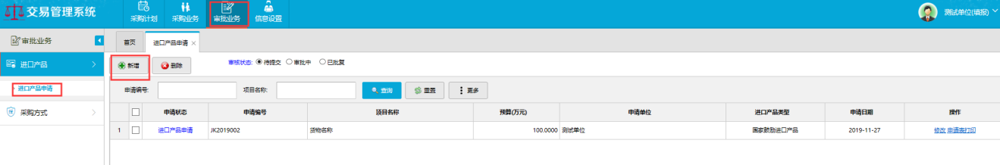 交易管理系统
采购计划 采购业务 审批业务 信息设置
测试单位(填报)
审批业务
首页 进口产品申请
进口产品
新增 删除 审核状态: 待提交 审批中 已批复
进口产品申请
申请编号: 项目名称: 查询 重置 更多
采购方式
申请状态 申请编号 项目名称 预算(万元) 申请单位 进口产品类型 申请日期 操作
1 进口产品申请 JK2019002 货物名称 100.0000 测试单位 国家鼓励进口产品 2019-11-27 修改 申请表打印